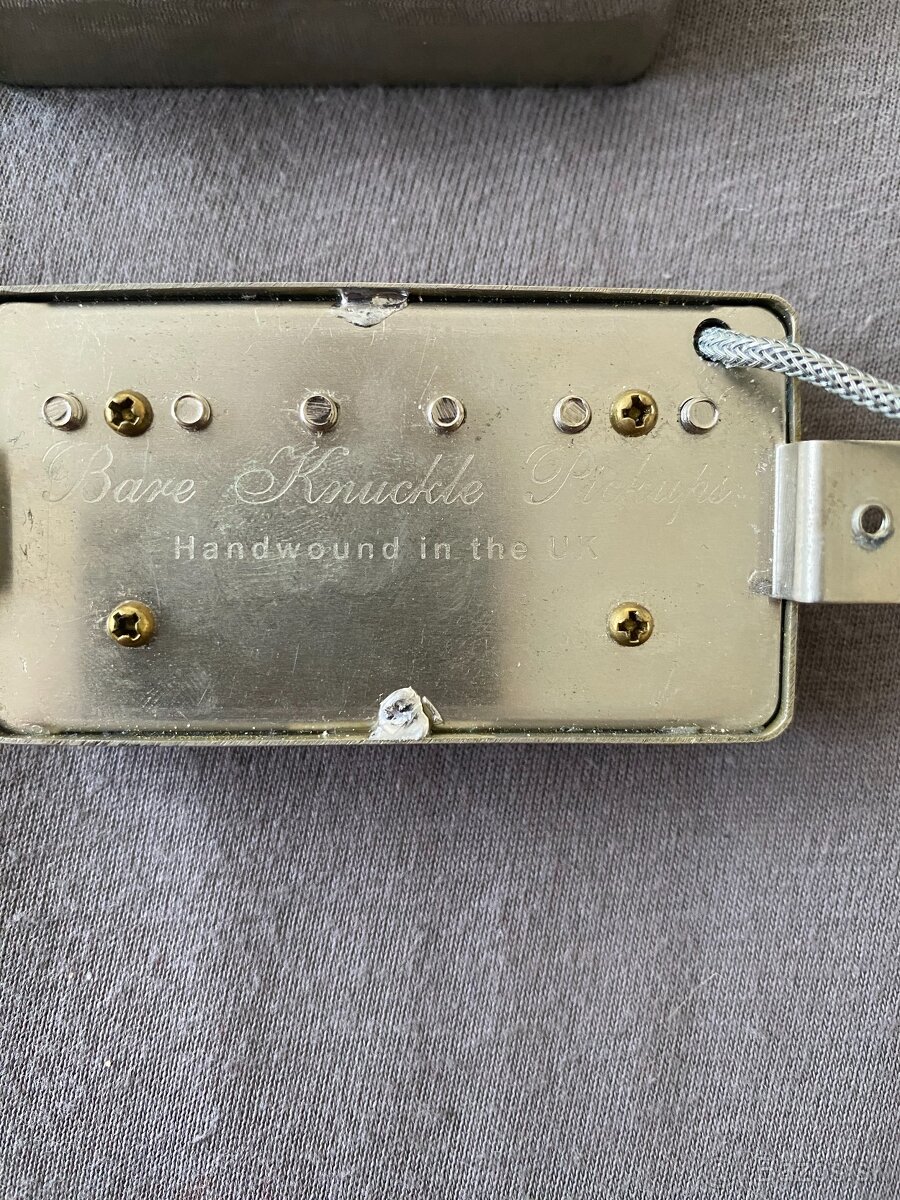 Bare Knuckle Pickups
Handwound in the UK